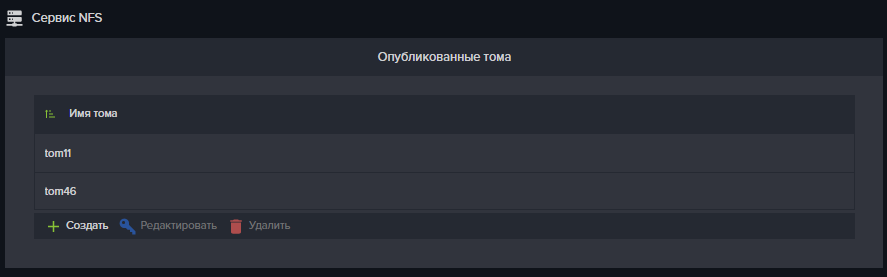 Сервис NFS
Опубликованные тома
Имя тома
tom11
tom46
Создать Редактировать Удалить